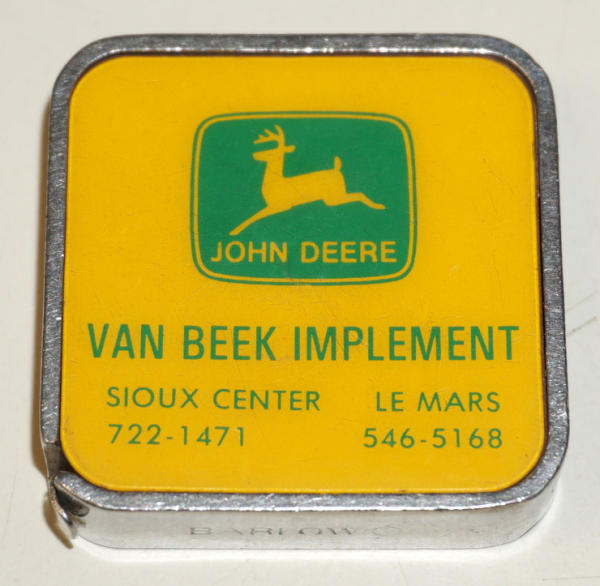 JOHN DEERE
VAN BEEK IMPLEMENT
SIOUX CENTER LE MARS
722-1471 546-5168
BARLOW